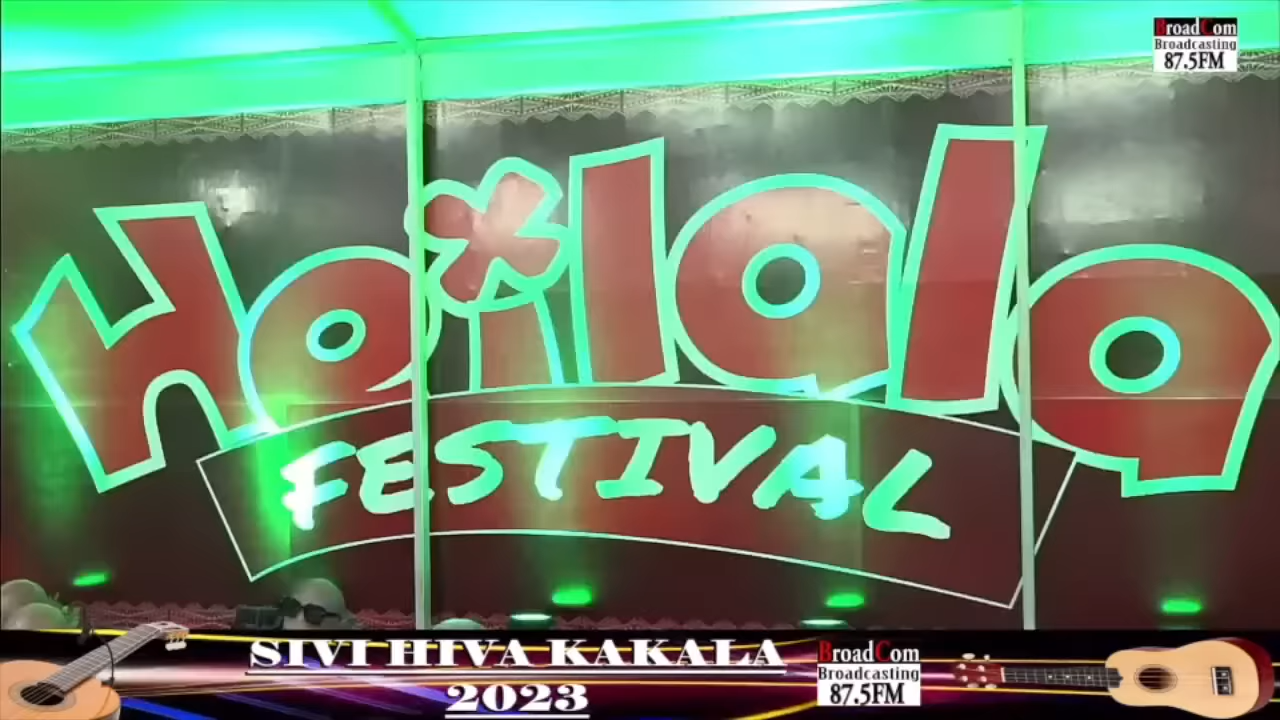 BroadCom
Broadcasting
87.5FM
Heilala
FESTIVAL
SIVI HIVA KAKALA
2023
BroadCom
Broadcasting
87.5FM